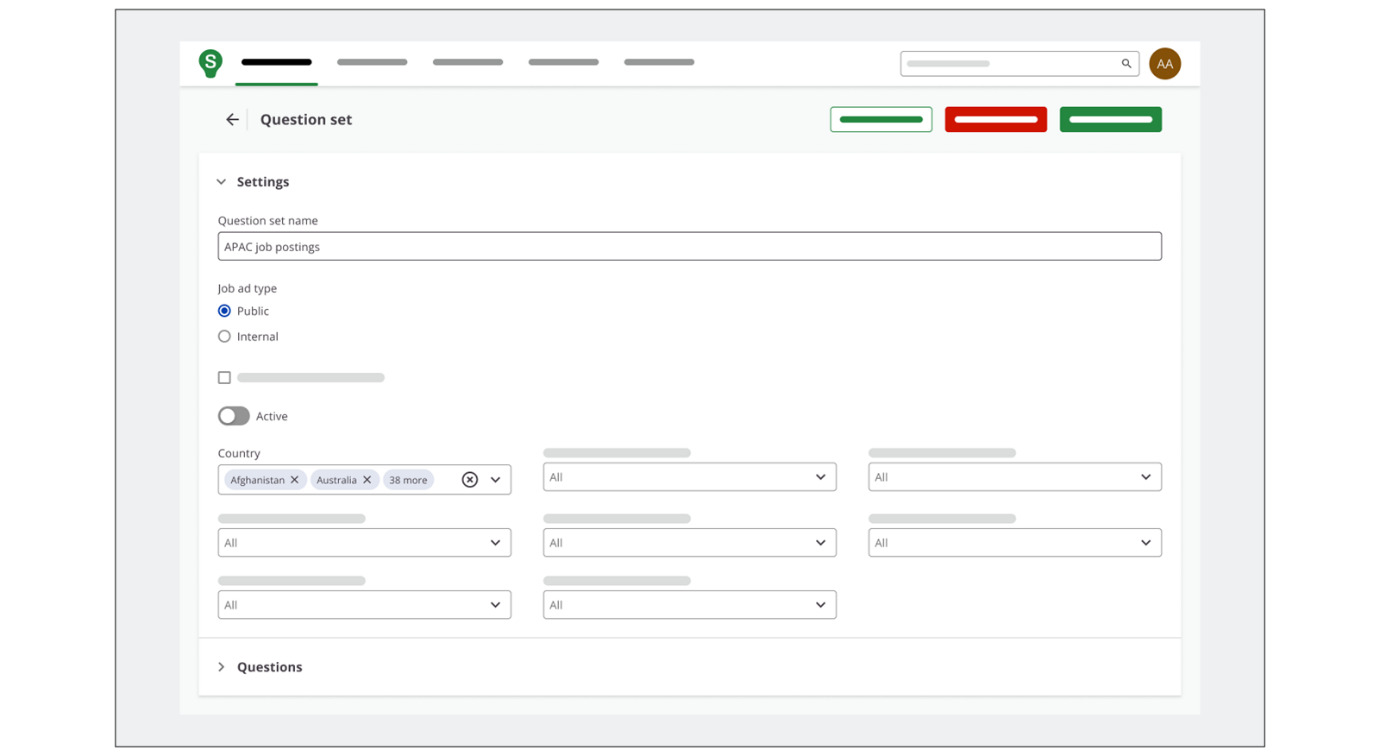 S
AA
Question set
Settings
Question set name
APAC job postings
Job ad type
Public
Internal
Active
Country
Afghanistan Australia 38 more
All
All
All
All
All
All
All
Questions